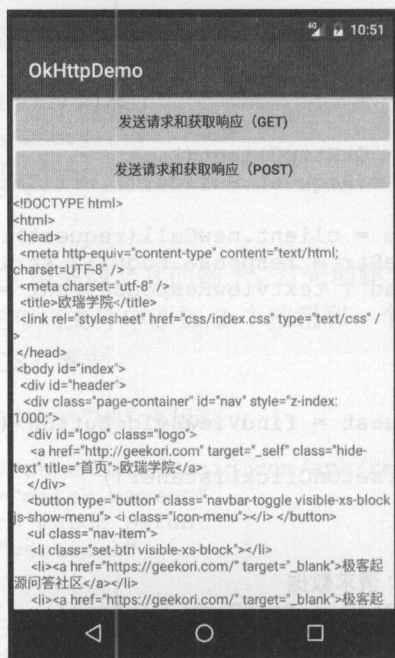 4G 10:51
OkHttpDemo
发送请求和获取响应（GET)
发送请求和获取响应（POST)
<!DOCTYPE html>
<html>
<head>
<meta http-equiv="content-type" content="text/html;
charset=UTF-8" />
<meta charset="utf-8" />
<title>欧瑞学院</title>
<link rel="stylesheet" href="css/index.css" type="text/css" /
>
</head>
<body id="index">
<div id="header">
<div class="page-container" id="nav" style="z-index:
1000;">
<div id="logo" class="logo">
<a href="http://geekori.com" target="_self" class="hide-
text" title="首页">欧瑞学院</a>
</div>
<button type="button" class="navbar-toggle visible-xs-block
js-show-menu"> <i class="icon-menu"></i> </button>
<ul class="nav-item">
<li class="set-btn visible-xs-block"></li>
<li><a href="https://geekori.com/" target="_blank">极客起
源问答社区</a></li>
<li><a href="https://geekori.com/" target="_blank">极客起